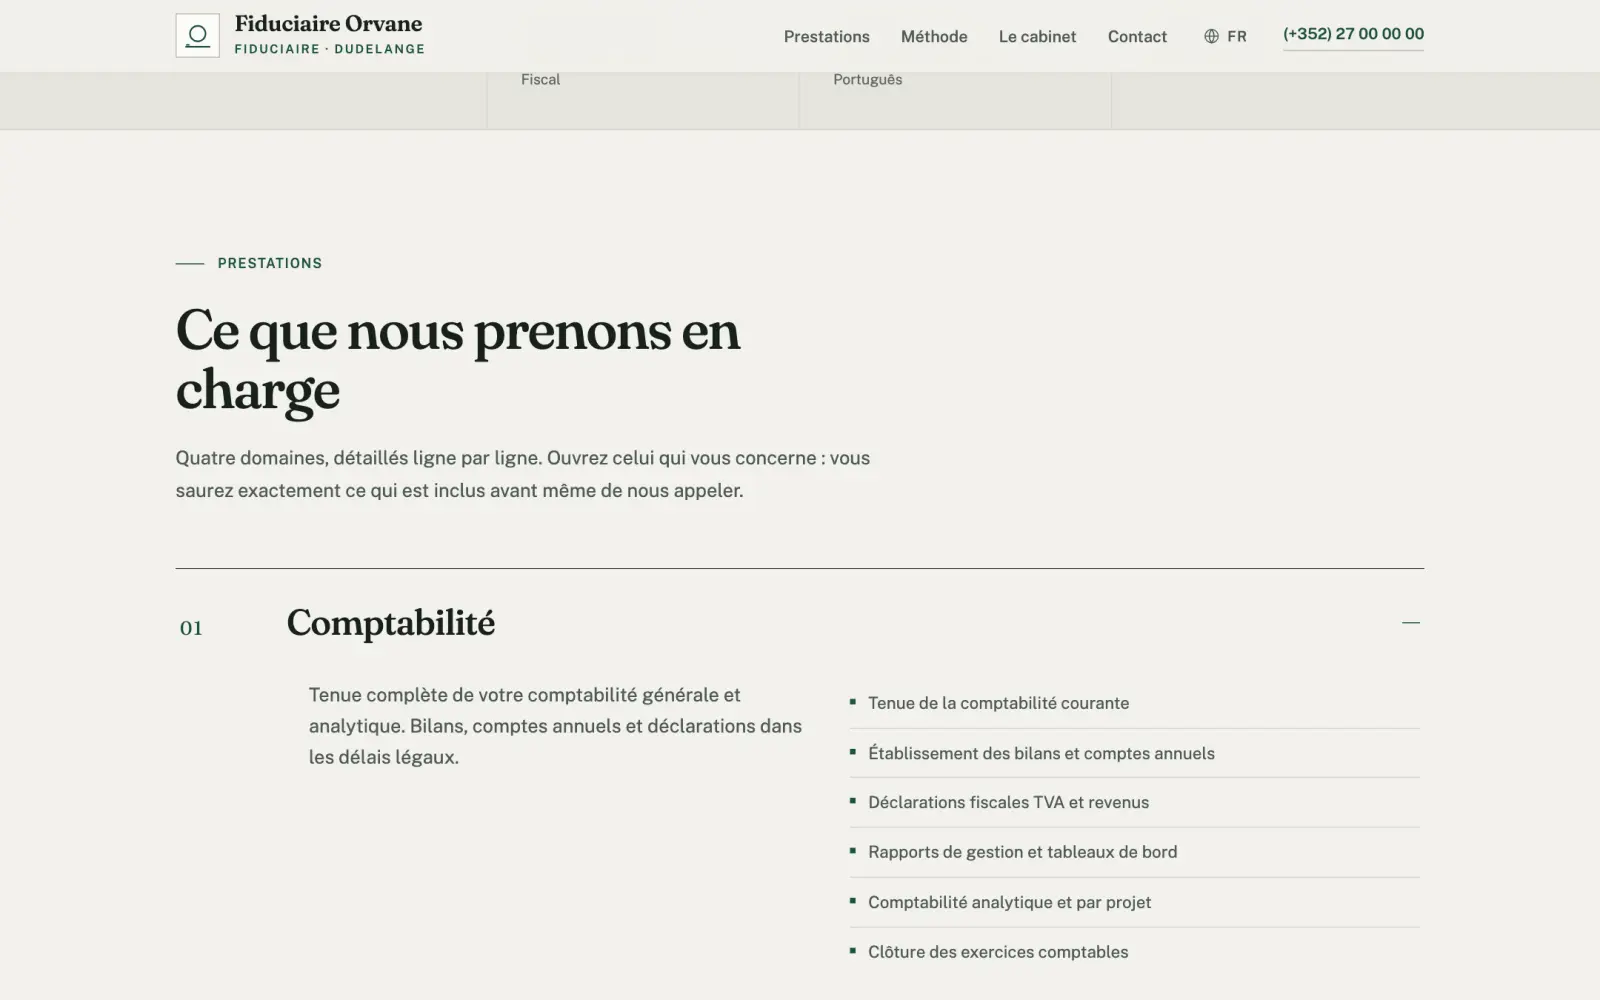 Fiduciaire Orvane
FIDUCIAIRE · DUDELANGE
Prestations
Méthode
Le cabinet
Contact
FR
(+352) 27 00 00 00
Fiscal
Português
PRESTATIONS
Ce que nous prenons en
charge
Quatre domaines, détaillés ligne par ligne. Ouvrez celui qui vous concerne : vous
saurez exactement ce qui est inclus avant même de nous appeler.
01
Comptabilité
Tenue complète de votre comptabilité générale et
analytique. Bilans, comptes annuels et déclarations dans
les délais légaux.
Tenue de la comptabilité courante
Établissement des bilans et comptes annuels
Déclarations fiscales TVA et revenus
Rapports de gestion et tableaux de bord
Comptabilité analytique et par projet
Clôture des exercices comptables